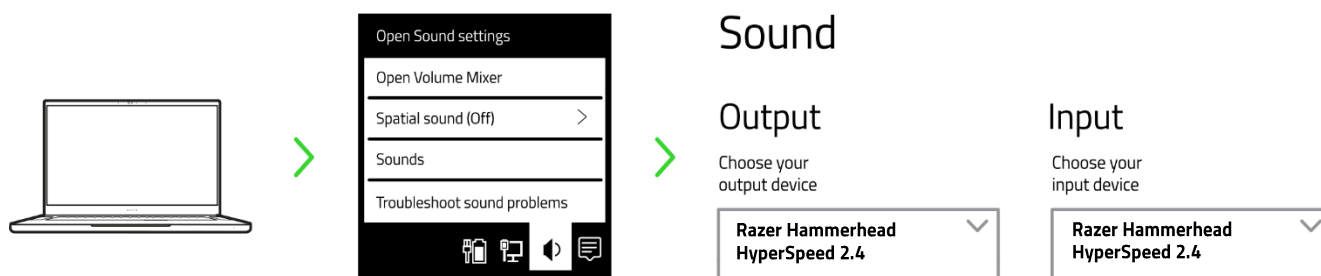 Open Sound settings
Open Volume Mixer
Spatial sound (Off)
Sounds
Troubleshoot sound problems
Sound
Output
Choose your
output device
Razer Hammerhead
HyperSpeed 2.4
Input
Choose your
input device
Razer Hammerhead
HyperSpeed 2.4